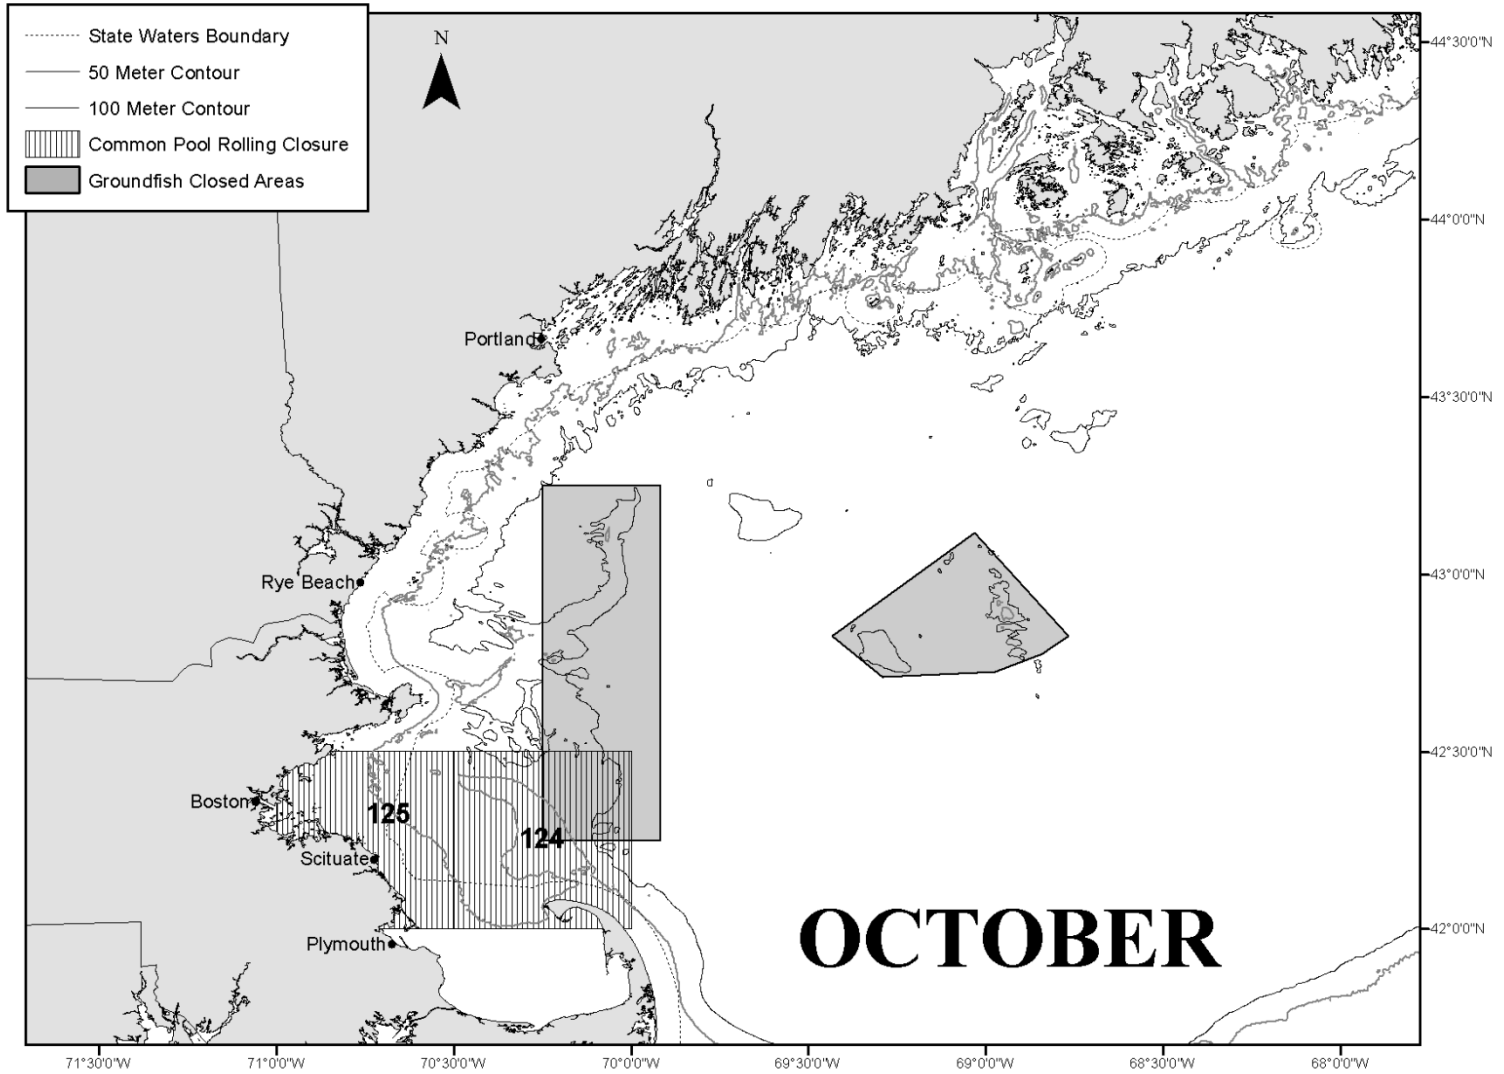 State Waters Boundary
50 Meter Contour
100 Meter Contour
Common Pool Rolling Closure
Groundfish Closed Areas
N
44°30'0"N
44°0'0"N
Portland
43°30'0"N
Rye Beach
43°0'0"N
42°30'0"N
Boston
125
124
Scituate
OCTOBER
42°0'0"N
Plymouth
71°30'0"W
71°0'0"W
70°30'0"W
70°0'0"W
69°30'0"W
69°0'0"W
68°30'0"W
68°0'0"W